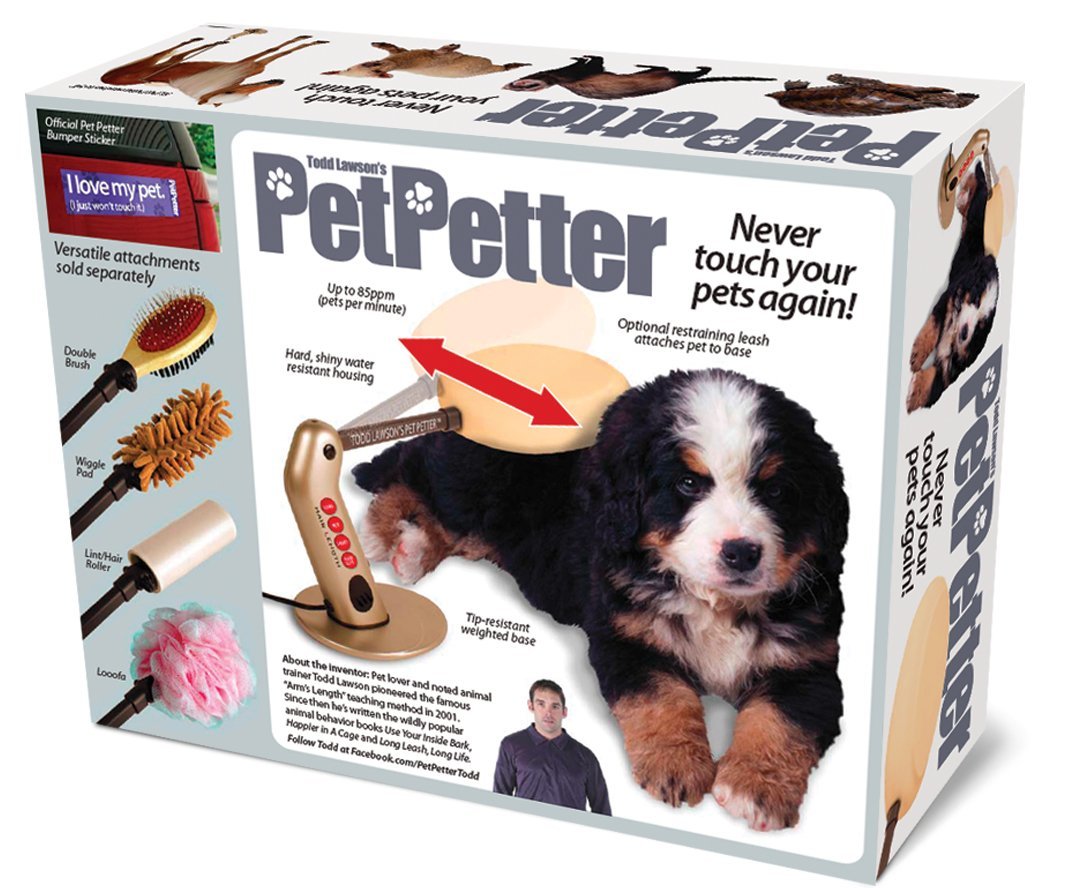 Never touch
your pets again!
Todd Lawson's
PetPetter
Official Pet Petter
Bumper Sticker
I love my pet.
(I just won't touch it.)
PetPetter
Versatile attachments
sold separately
Double
Brush
Wiggle
Pad
Lint/Hair
Roller
Looofa
Todd Lawson's
PetPetter
Never
touch your
pets again!
Up to 85ppm
(pets per minute)
Optional restraining leash
attaches pet to base
Hard, shiny water
resistant housing
"TODD LAWSON'S PET PETTER"™
HAIR LENGTH
Tip-resistant
weighted base
About the inventor: Pet lover and noted animal
trainer Todd Lawson pioneered the famous
"Arm's Length" teaching method in 2001.
Since then he's written the wildly popular
animal behavior books Use Your Inside Bark,
Happier in A Cage and Long Leash, Long Life.
Follow Todd at Facebook.com/PetPetterTodd
Todd Lawson's
PetPetter
Never
touch your
pets again!